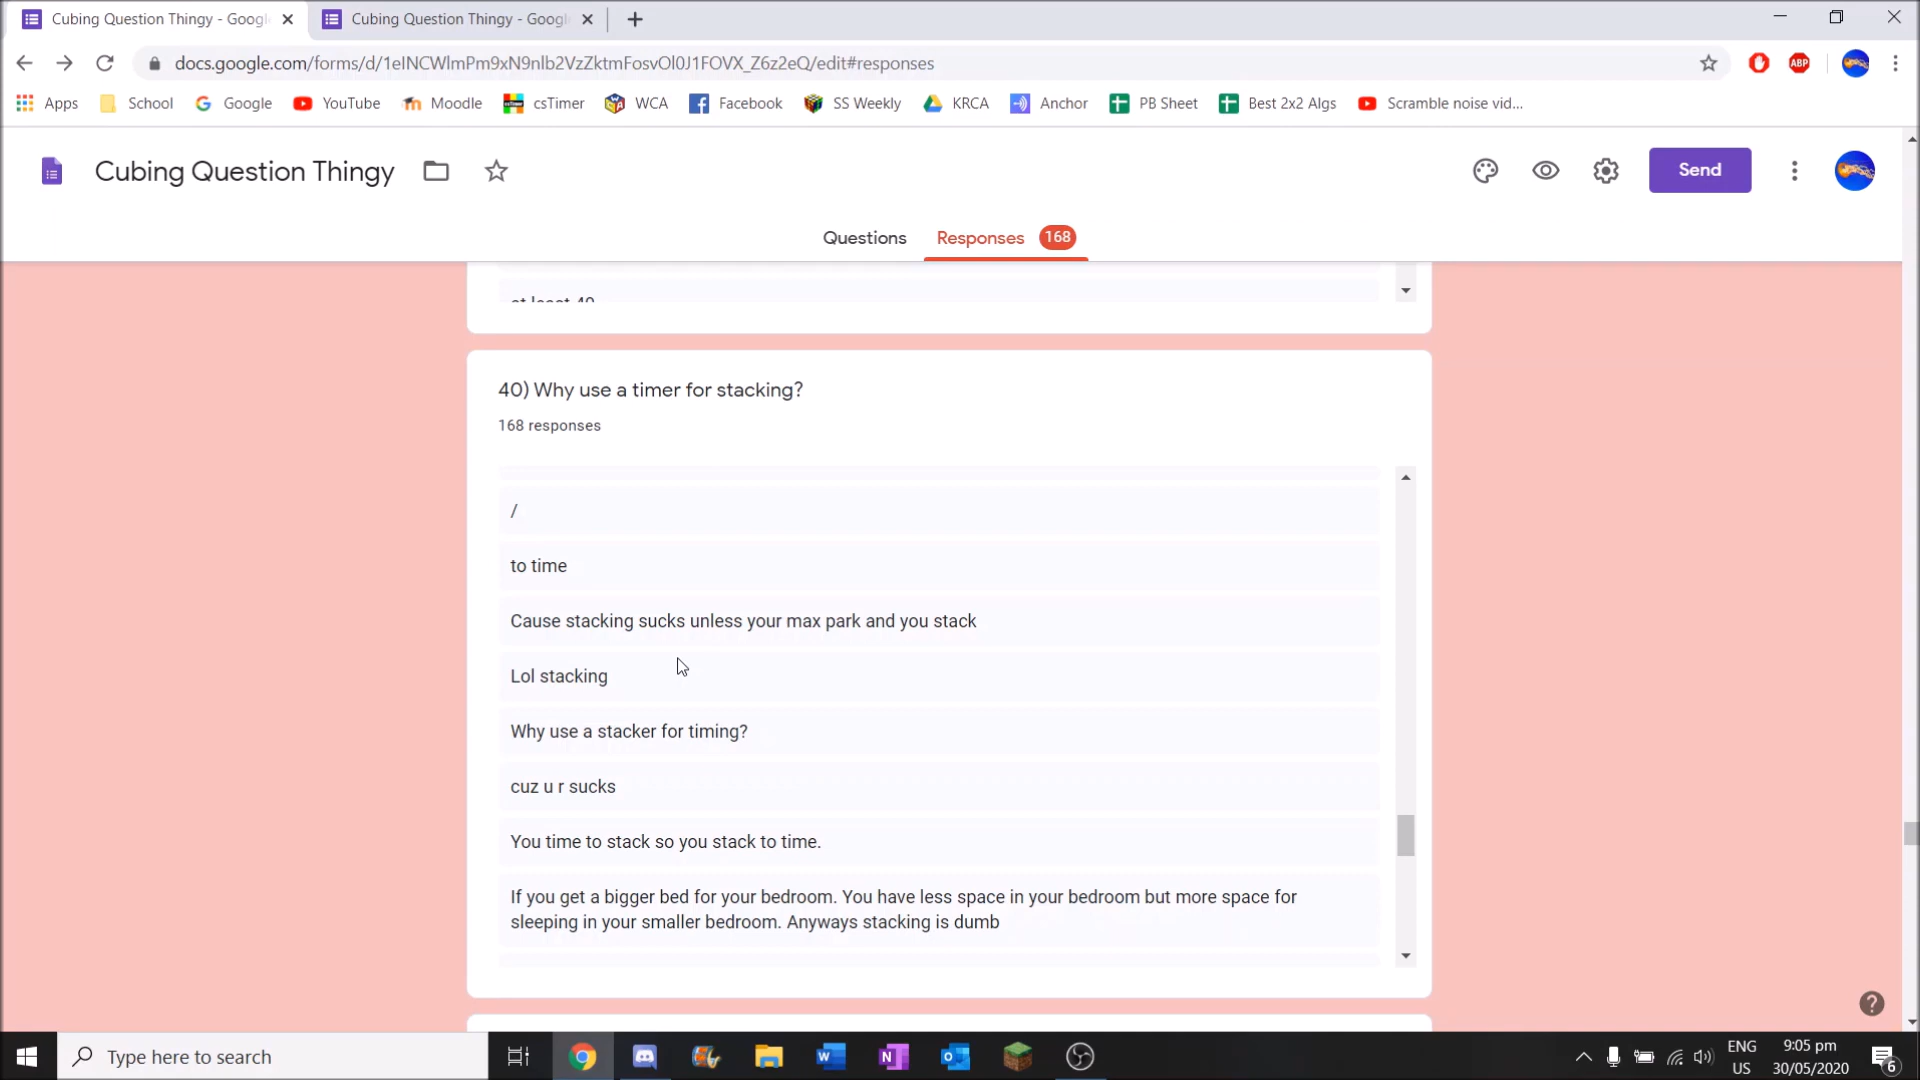 Cubing Question Thingy - Googl
Cubing Question Thingy - Googl
docs.google.com/forms/d/1eINCWlmPm9xN9nlb2VzZktmFosvOl0J1FOVX_Z6z2eQ/edit#responses
ABP
Apps School Google YouTube Moodle csTimer WCA Facebook SS Weekly KRCA Anchor PB Sheet Best 2x2 Algs Scramble noise vid...
Cubing Question Thingy
Send
Questions Responses 168
at least 40
40) Why use a timer for stacking?
168 responses
/
to time
Cause stacking sucks unless your max park and you stack
Lol stacking
Why use a stacker for timing?
cuz u r sucks
You time to stack so you stack to time.
If you get a bigger bed for your bedroom. You have less space in your bedroom but more space for
sleeping in your smaller bedroom. Anyways stacking is dumb
Type here to search
ENG
US
9:05 pm
30/05/2020
6